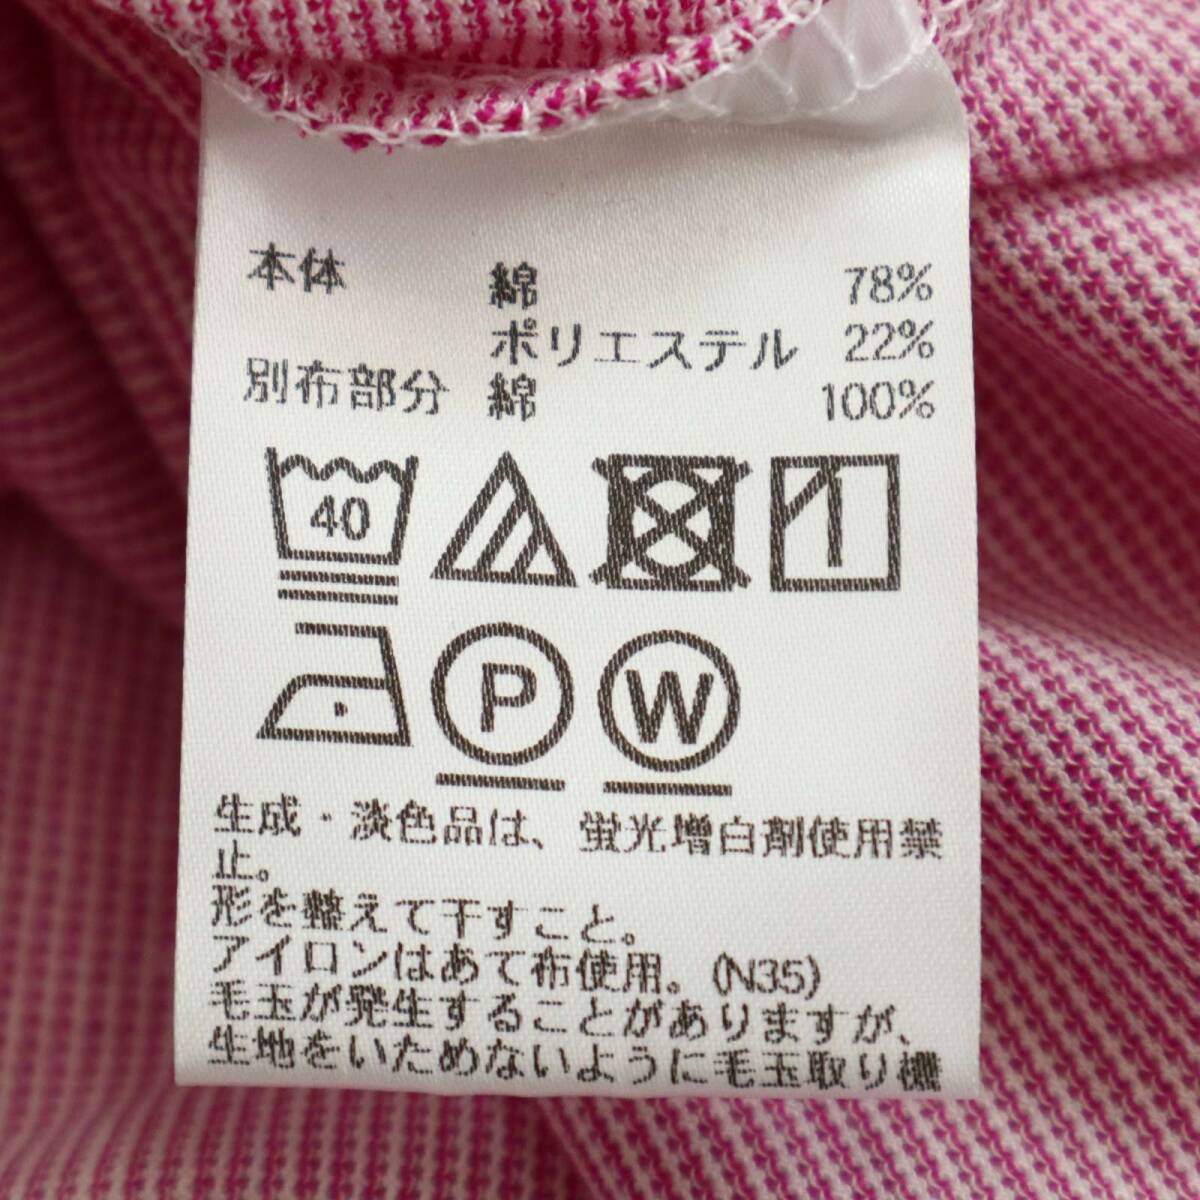 本体 綿 78%
ポリエステル 22%
別布部分 綿 100%
40
P W
生成・淡色品は、蛍光増白剤使用禁
止。
形を整えて干すこと。
アイロンはあて布使用。(N35)
毛玉が発生することがありますが、
生地をいためないように毛玉取り機